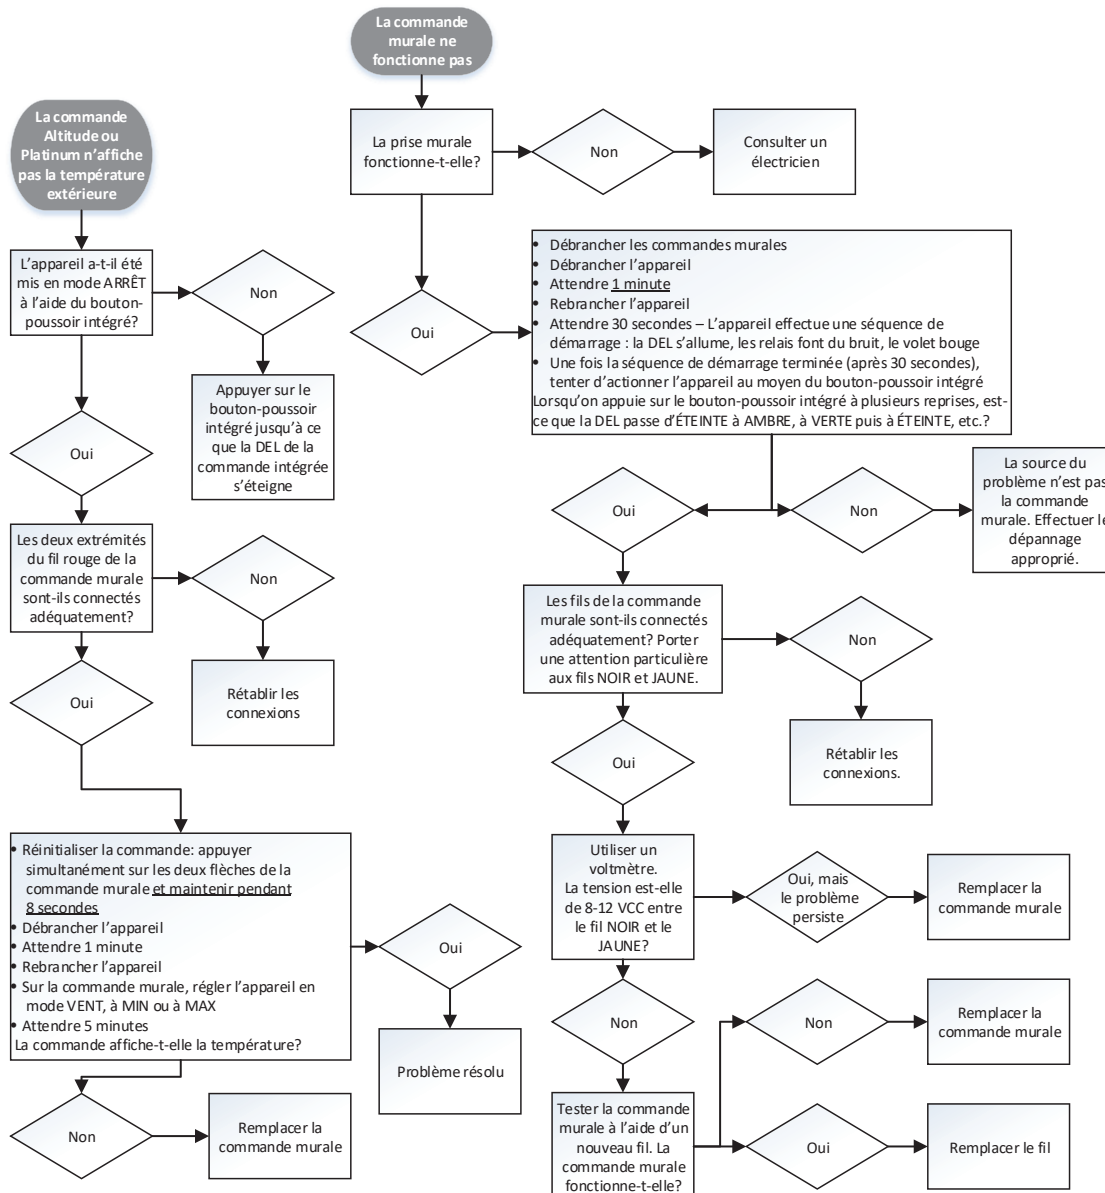 La commande
Altitude ou
Platinum n’affiche
pas la température
extérieure
L’appareil a-t-il été
mis en mode ARRÊT
à l’aide du bouton-
poussoir intégré?
Non
Appuyer sur le
bouton-poussoir
intégré jusqu’à ce
que la DEL de la
commande intégrée
s’éteigne
Oui
Les deux extrémités
du fil rouge de la
commande murale
sont-ils connectés
adéquatement?
Non
Rétablir les
connexions
Oui
• Réinitialiser la commande: appuyer
simultanément sur les deux flèches de la
commande murale et maintenir pendant
8 secondes
• Débrancher l’appareil
• Attendre 1 minute
• Rebrancher l’appareil
• Sur la commande murale, régler l’appareil en
mode VENT, à MIN ou à MAX
• Attendre 5 minutes
La commande affiche-t-elle la température?
Oui
Problème résolu
Non
Remplacer la
commande murale
La commande
murale ne
fonctionne pas
La prise murale
fonctionne-t-elle?
Non
Consulter un
électricien
Oui
• Débrancher les commandes murales
• Débrancher l’appareil
• Attendre 1 minute
• Rebrancher l’appareil
• Attendre 30 secondes – L’appareil effectue une séquence de
démarrage : la DEL s’allume, les relais font du bruit, le volet bouge
• Une fois la séquence de démarrage terminée (après 30 secondes),
tenter d’actionner l’appareil au moyen du bouton-poussoir intégré
Lorsqu’on appuie sur le bouton-poussoir intégré à plusieurs reprises, est-
ce que la DEL passe d’ÉTEINTE à AMBRE, à VERTE puis à ÉTEINTE, etc.?
Oui
Non
La source du
problème n’est pas
la commande
murale. Effectuer le
dépannage
approprié.
Les fils de la commande
murale sont-ils connectés
adéquatement? Porter
une attention particulière
aux fils NOIR et JAUNE.
Non
Rétablir les
connexions.
Oui
Utiliser un
voltmètre.
La tension est-elle
de 8-12 VCC entre
le fil NOIR et le
JAUNE?
Oui, mais
le problème
persiste
Remplacer la
commande murale
Non
Tester la commande
murale à l’aide d’un
nouveau fil. La
commande murale
fonctionne-t-elle?
Non
Remplacer la
commande murale
Oui
Remplacer le fil